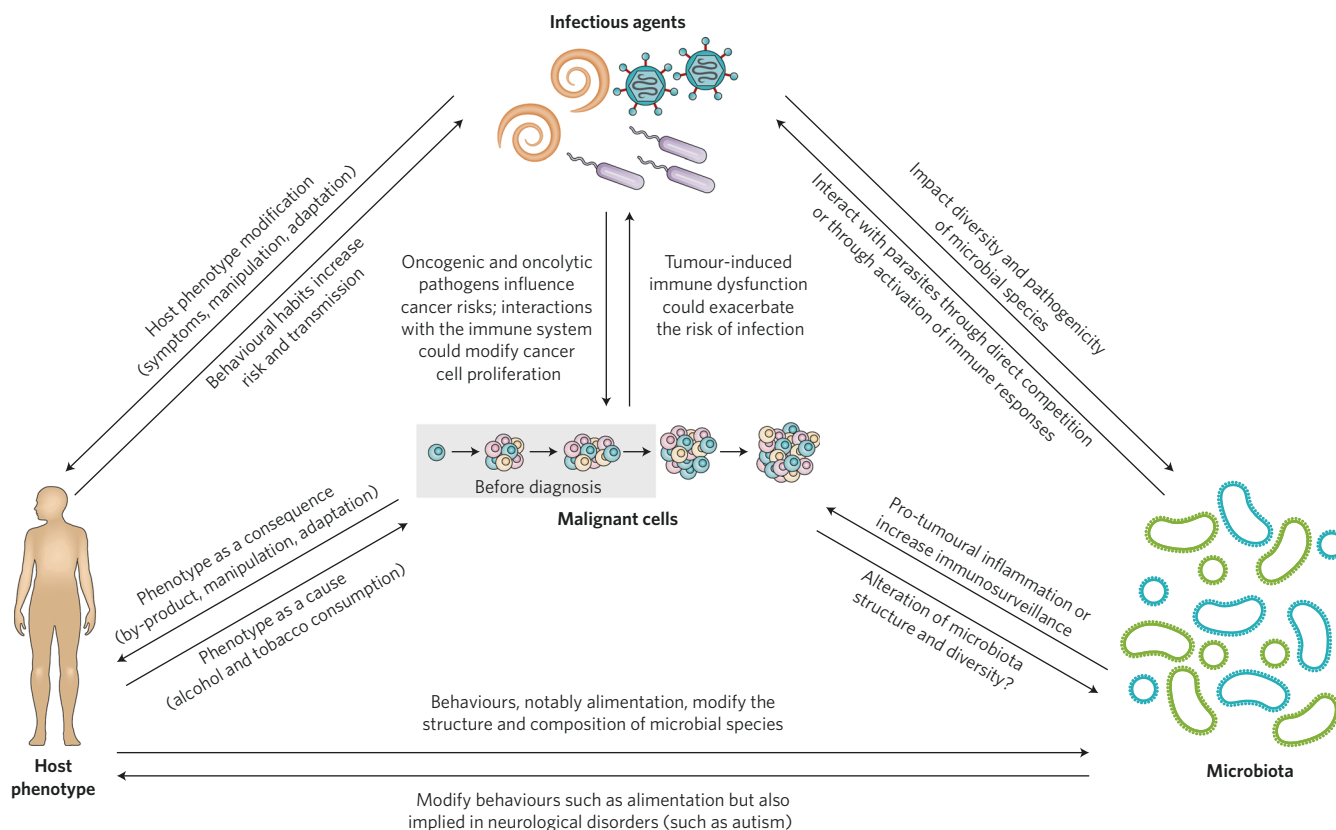 Infectious agents
Host phenotype modification
(symptoms, manipulation, adaptation)
Behavioural habits increase
risk and transmission
Oncogenic and oncolytic
pathogens influence
cancer risks; interactions
with the immune system
could modify cancer
cell proliferation
Tumour-induced
immune dysfunction
could exacerbate
the risk of infection
Impact diversity and pathogenicity
of microbial species
Interact with parasites through direct competition
or through activation of immune responses
Before diagnosis
Malignant cells
Phenotype as a consequence
(by-product, manipulation, adaptation)
Phenotype as a cause
(alcohol and tobacco consumption)
Pro-tumoural inflammation or
increase immunosurveillance
Alteration of microbiota
structure and diversity?
Behaviours, notably alimentation, modify the
structure and composition of microbial species
Host
phenotype
Microbiota
Modify behaviours such as alimentation but also
implied in neurological disorders (such as autism)